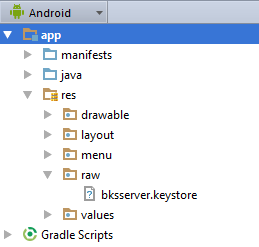 Android
app
manifests
java
res
drawable
layout
menu
raw
bksserver.keystore
values
Gradle Scripts